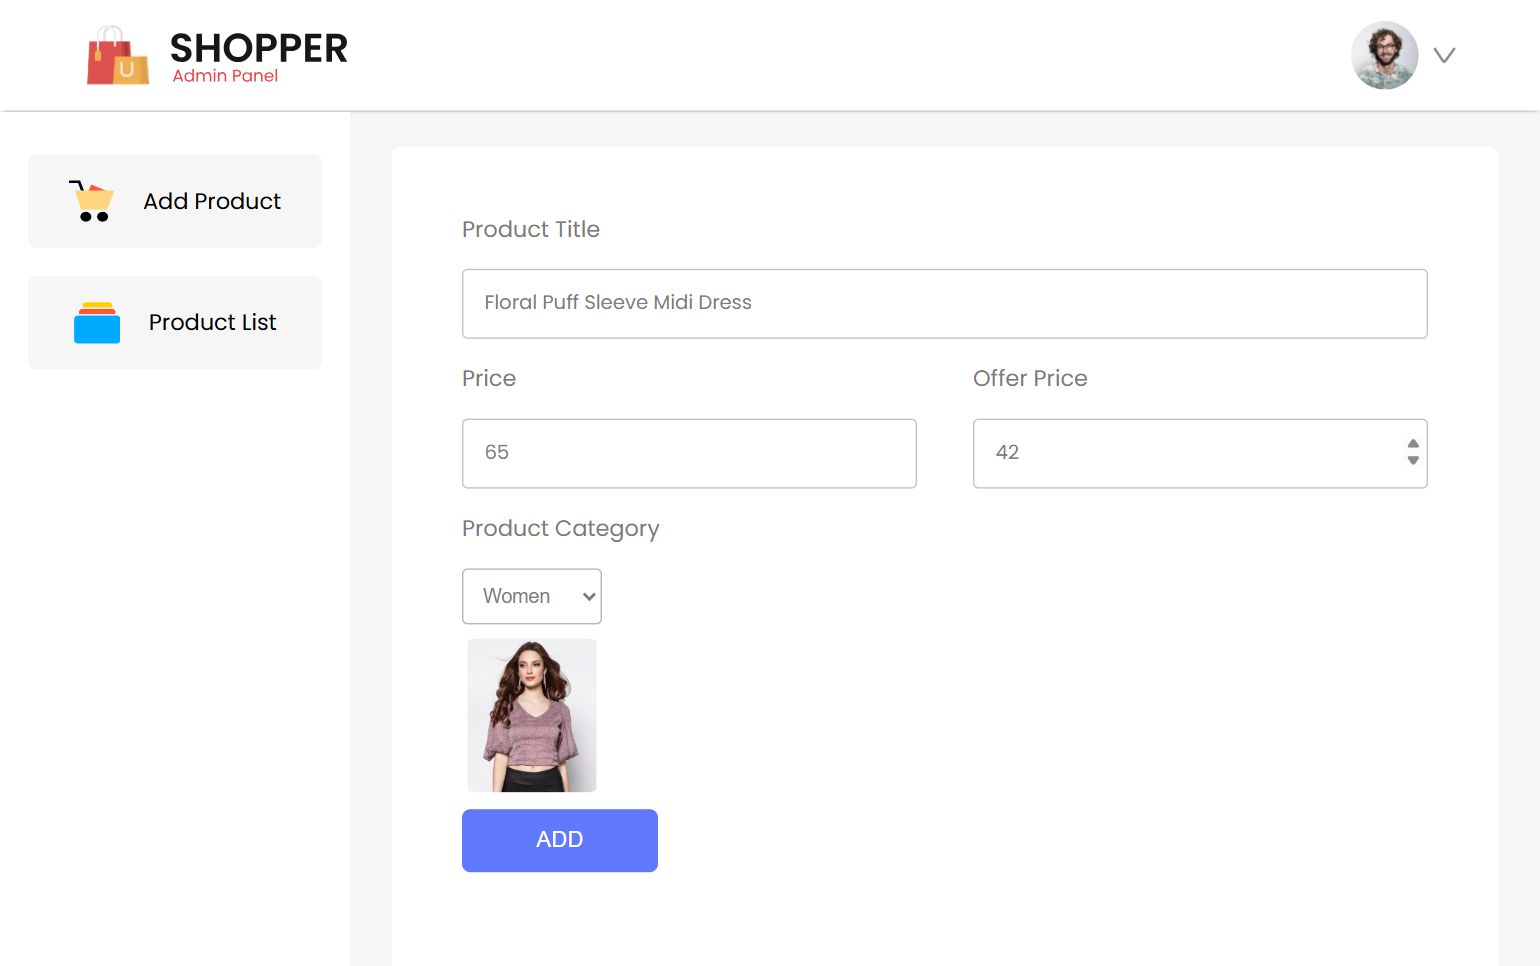 SHOPPER
Admin Panel
U
Add Product
Product List
Product Title
Floral Puff Sleeve Midi Dress
Price
Offer Price
65
42
Product Category
Women
ADD